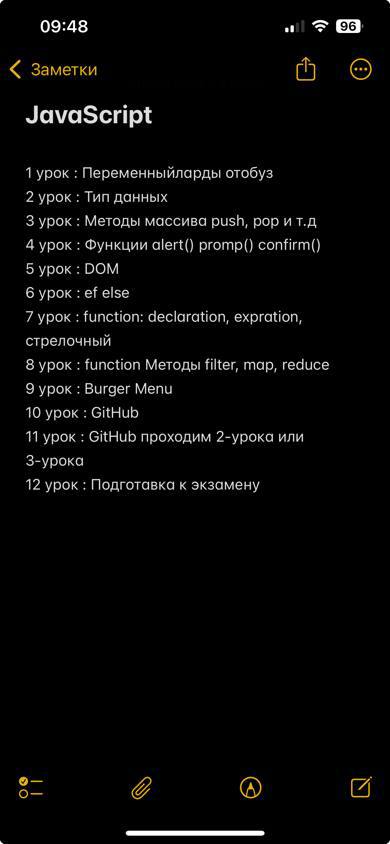 09:48
96
Заметки
JavaScript
1 урок : Переменныйларды отобуз
2 урок : Тип данных
3 урок : Методы массива push, pop и т.д
4 урок : Функции alert() promp() confirm()
5 урок : DOM
6 урок : ef else
7 урок : function: declaration, expration,
стрелочный
8 урок : function Методы filter, map, reduce
9 урок : Burger Menu
10 урок : GitHub
11 урок : GitHub проходим 2-урока или
3-урока
12 урок : Подготавка к экзамену